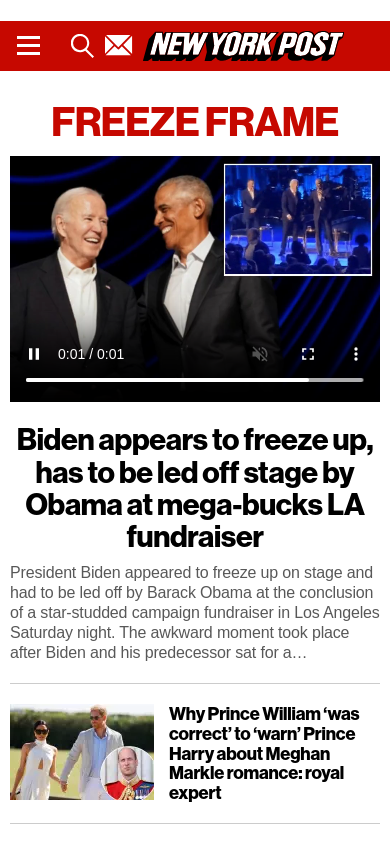 NEW YORK POST
FREEZE FRAME
0:01 / 0:01
Biden appears to freeze up,
has to be led off stage by
Obama at mega-bucks LA
fundraiser
President Biden appeared to freeze up on stage and
had to be led off by Barack Obama at the conclusion
of a star-studded campaign fundraiser in Los Angeles
Saturday night. The awkward moment took place
after Biden and his predecessor sat for a…
Why Prince William ‘was
correct’ to ‘warn’ Prince
Harry about Meghan
Markle romance: royal
expert